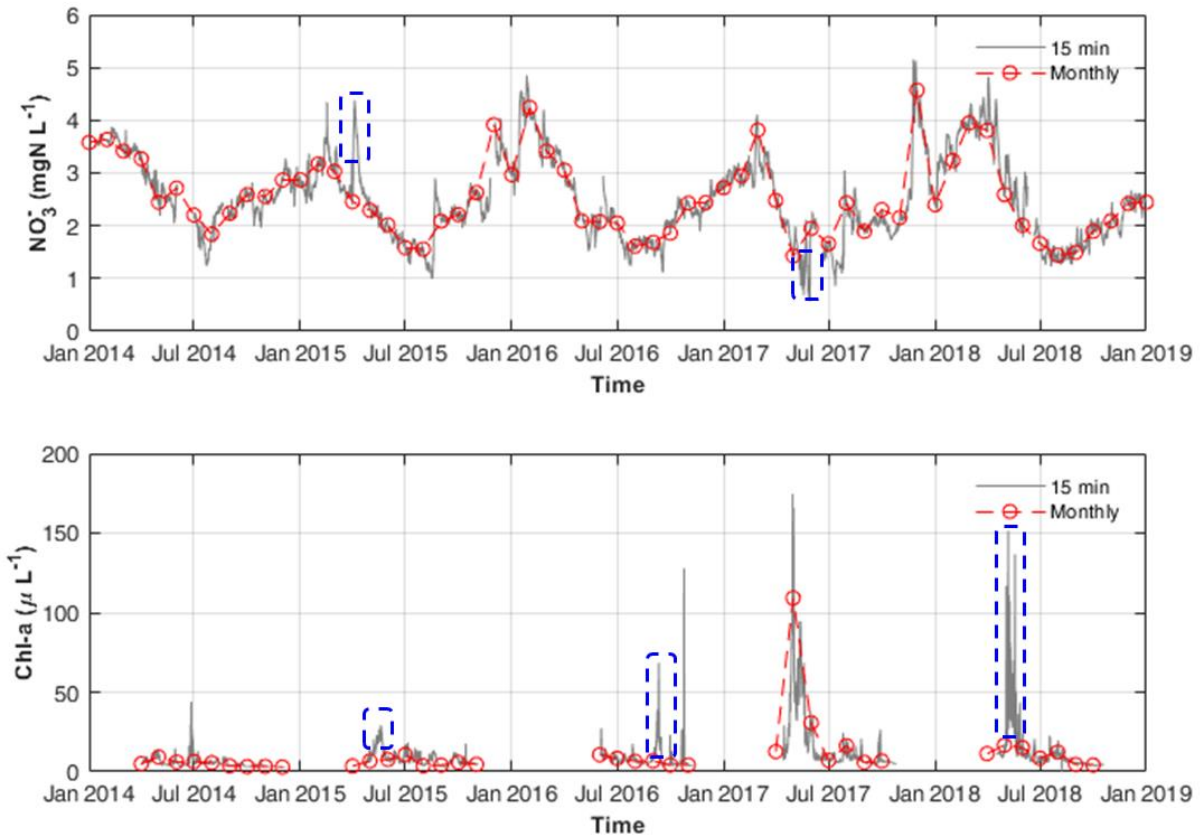 6
5
4
3
2
1
0
NO₃⁻ (mgN L⁻¹)
15 min
Monthly
Jan 2014 Jul 2014 Jan 2015 Jul 2015 Jan 2016 Jul 2016 Jan 2017 Jul 2017 Jan 2018 Jul 2018 Jan 2019
Time
200
150
100
50
0
Chl-a (μ L⁻¹)
15 min
Monthly
Jan 2014 Jul 2014 Jan 2015 Jul 2015 Jan 2016 Jul 2016 Jan 2017 Jul 2017 Jan 2018 Jul 2018 Jan 2019
Time